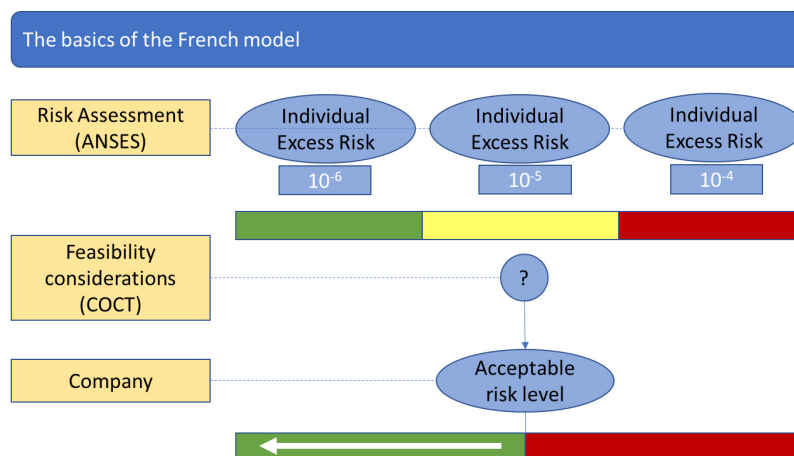 The basics of the French model
Risk Assessment
(ANSES)
Individual
Excess Risk
Individual
Excess Risk
Individual
Excess Risk
10⁻⁶
10⁻⁵
10⁻⁴
Feasibility
considerations
(COCT)
?
Company
Acceptable
risk level